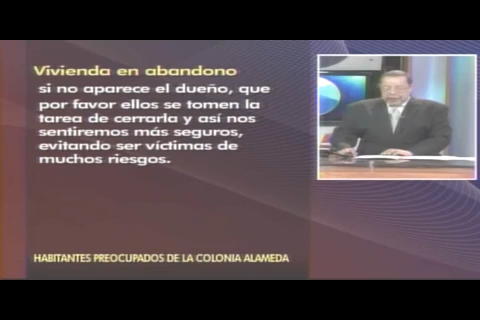 Vivienda en abandono
si no aparece el dueño, que
por favor ellos se tomen la
tarea de cerrarla y así nos
sentiremos más seguros,
evitando ser víctimas de
muchos riesgos.
HABITANTES PREOCUPADOS DE LA COLONIA ALAMEDA